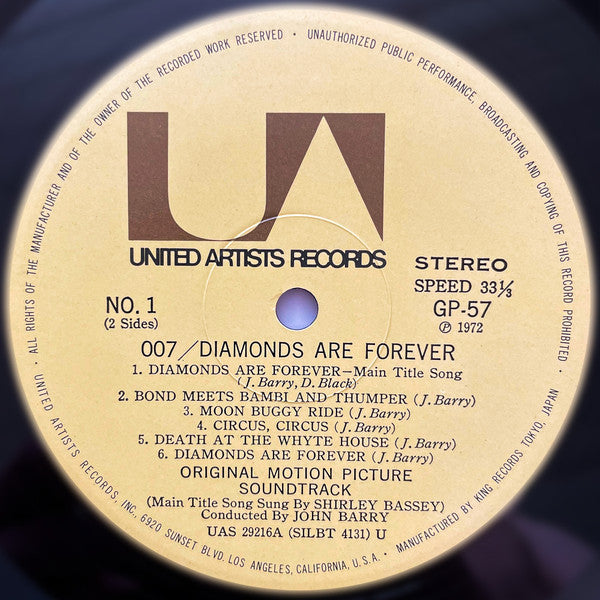 • ALL RIGHTS OF THE MANUFACTURER AND OF THE OWNER OF THE RECORDED WORK RESERVED • UNAUTHORIZED PUBLIC PERFORMANCE, BROADCASTING AND COPYING OF THIS RECORD PROHIBITED •
UA
UNITED ARTISTS RECORDS
STEREO
SPEED 33⅓
NO. 1
(2 Sides)
GP-57
Ⓟ 1972
007/DIAMONDS ARE FOREVER
1. DIAMONDS ARE FOREVER—Main Title Song
(J. Barry, D. Black)
2. BOND MEETS BAMBI AND THUMPER (J. Barry)
3. MOON BUGGY RIDE (J. Barry)
4. CIRCUS, CIRCUS (J. Barry)
5. DEATH AT THE WHYTE HOUSE (J. Barry)
6. DIAMONDS ARE FOREVER (J. Barry)
ORIGINAL MOTION PICTURE
SOUNDTRACK
(Main Title Song Sung By SHIRLEY BASSEY)
Conducted By JOHN BARRY
UAS 29216A (SILBT 4131) U
UNITED ARTISTS RECORDS, INC., 6920 SUNSET BLVD. LOS ANGELES, CALIFORNIA, U.S.A. • MANUFACTURED BY KING RECORDS TOKYO, JAPAN